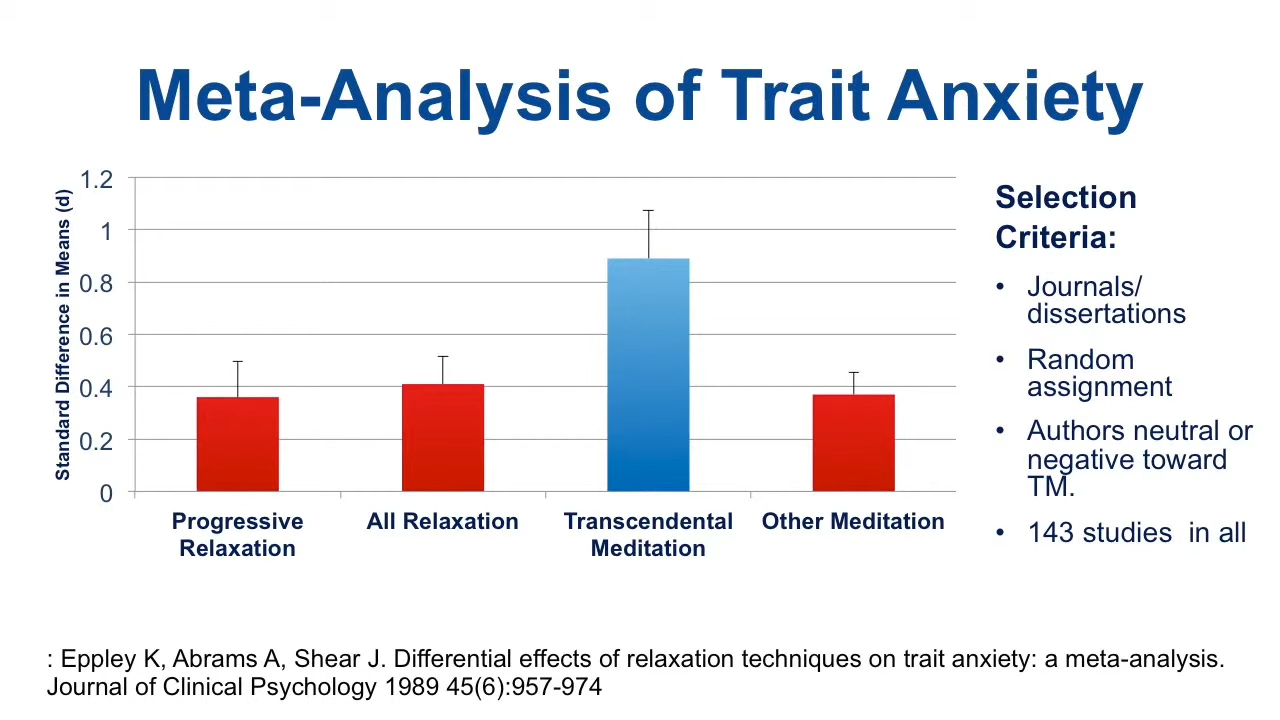 Meta-Analysis of Trait Anxiety
Standard Difference in Means (d)
1.2
1
0.8
0.6
0.4
0.2
0
Progressive
Relaxation
All Relaxation
Transcendental
Meditation
Other Meditation
Selection
Criteria:
• Journals/
dissertations
• Random
assignment
• Authors neutral or
negative toward
TM.
• 143 studies  in all
: Eppley K, Abrams A, Shear J. Differential effects of relaxation techniques on trait anxiety: a meta-analysis.
Journal of Clinical Psychology 1989 45(6):957-974